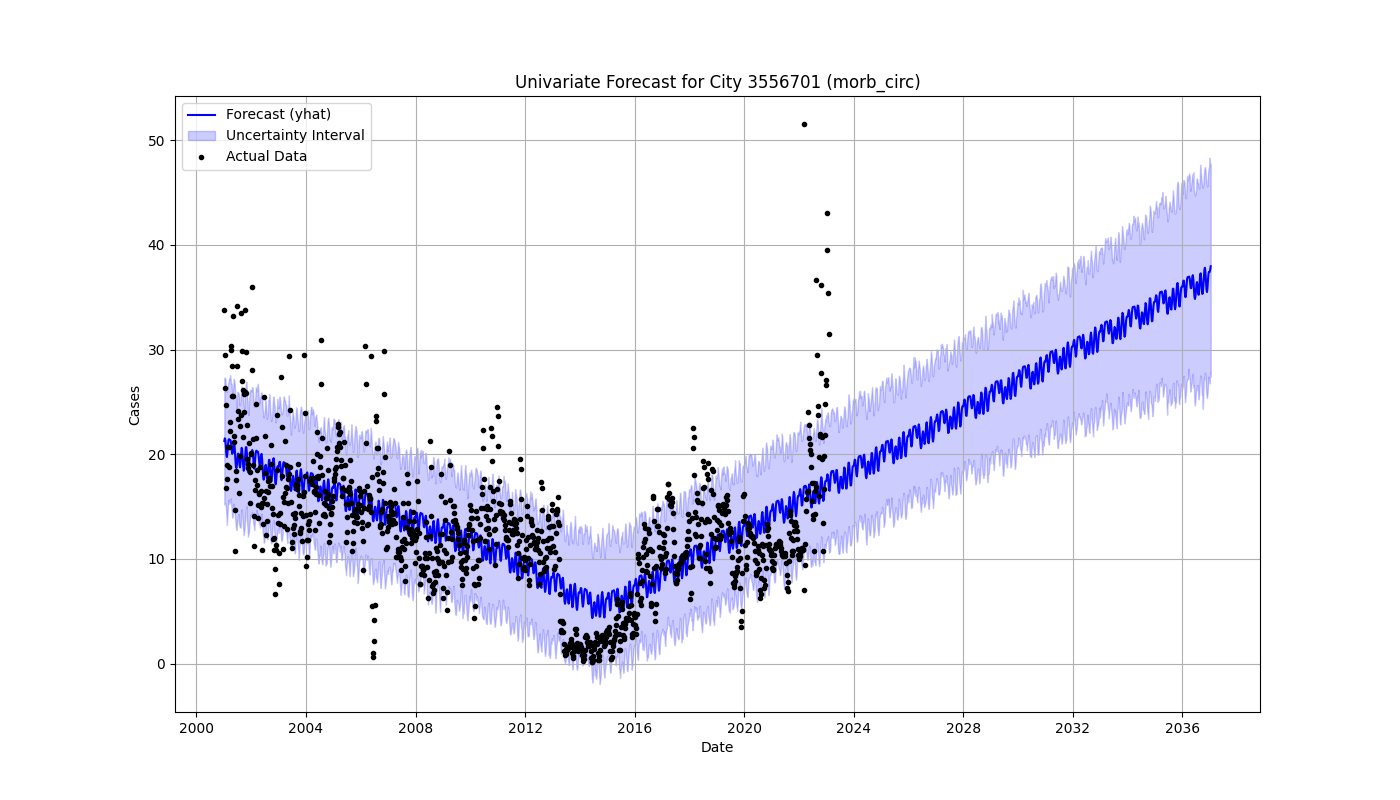 Univariate Forecast for City 3556701 (morb_circ)
Forecast (yhat)
Uncertainty Interval
Actual Data
50
40
30
20
10
0
Cases
2000 2004 2008 2012 2016 2020 2024 2028 2032 2036
Date